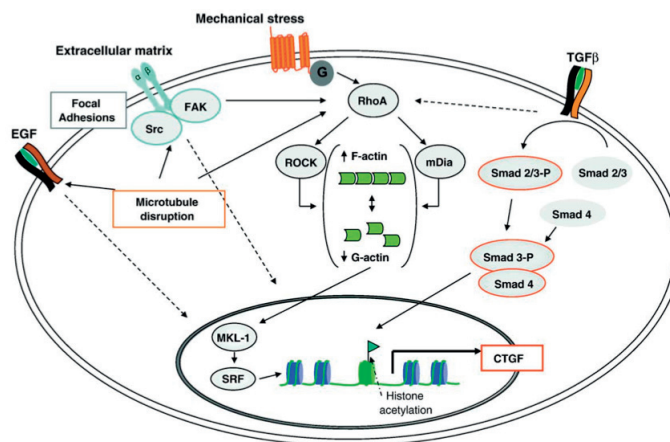 Mechanical stress
Extracellular matrix
TGFβ
α
β
G
Focal
Adhesions
FAK
Src
RhoA
EGF
ROCK
F-actin
mDia
Smad 2/3-P
Smad 2/3
Microtubule
disruption
Smad 4
G-actin
Smad 3-P
Smad 4
MKL-1
SRF
CTGF
Histone
acetylation